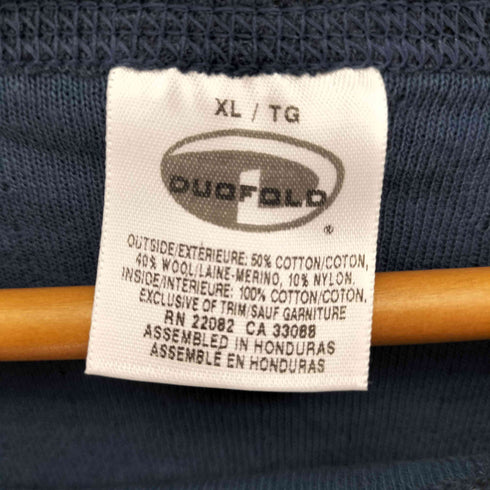 XL / TG
DUOFOLD
1
®
OUTSIDE/EXTÉRIEURE: 50% COTTON/COTON,
40% WOOL/LAINE-MERINO, 10% NYLON.
INSIDE/INTÉRIEURE: 100% COTTON/COTON,
EXCLUSIVE OF TRIM/SAUF GARNITURE
RN 22082 CA 33088
ASSEMBLED IN HONDURAS
ASSEMBLÉ EN HONDURAS